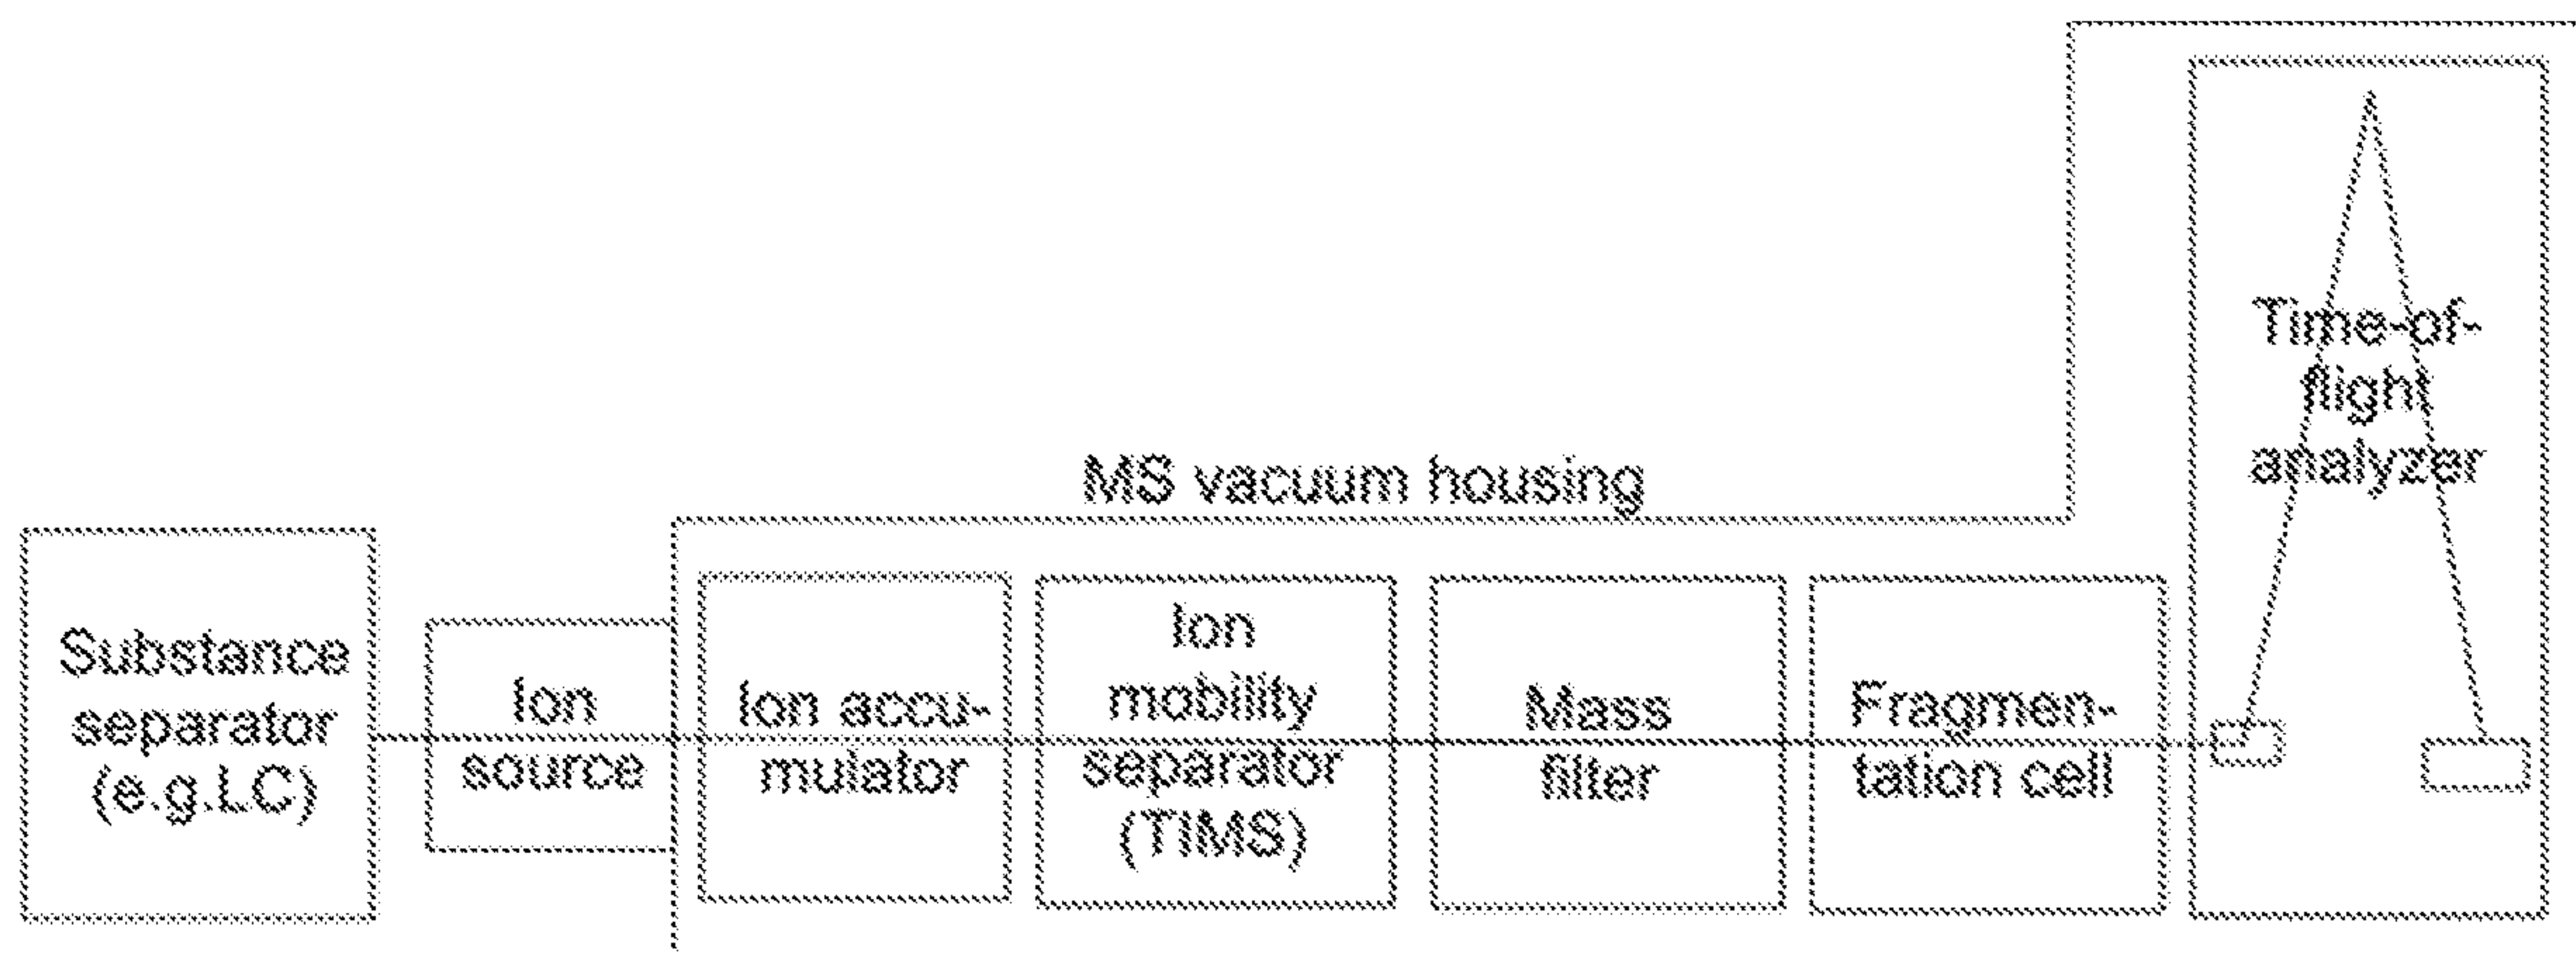 MS vacuum housing
Substance
separator
(e.g.LC)
Ion
source
Ion accu-
mulator
Ion
mobility
separator
(TIMS)
Mass
filter
Fragmen-
tation cell
Time-of-
flight
analyzer